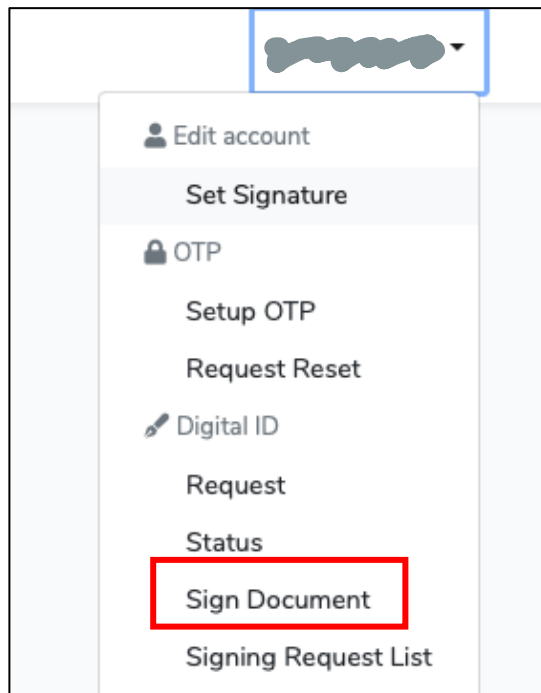 Edit account
Set Signature
OTP
Setup OTP
Request Reset
Digital ID
Request
Status
Sign Document
Signing Request List